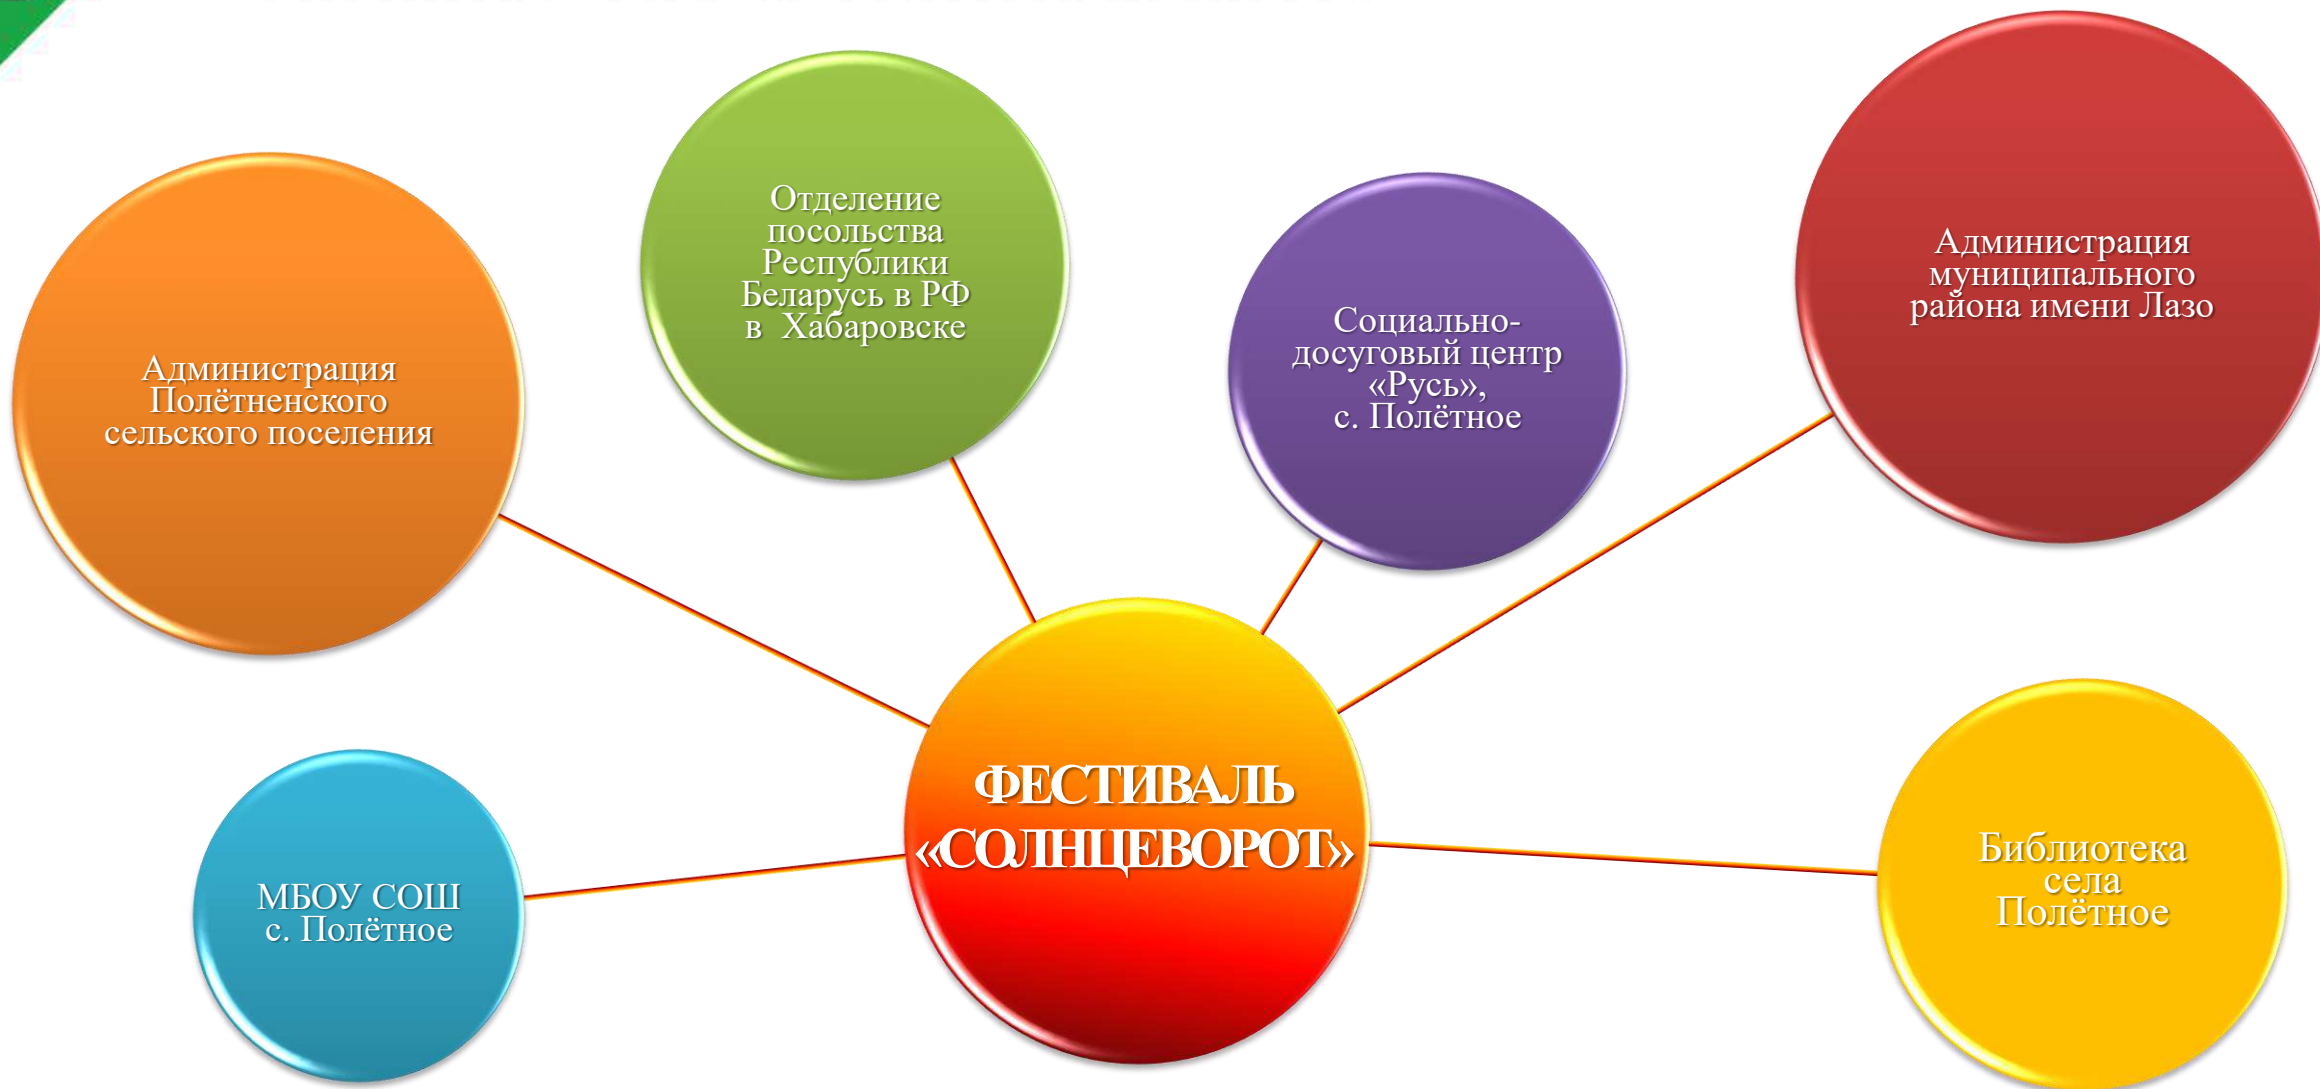 Отделение
посольства
Республики
Беларусь в РФ
в Хабровске
Администрация
муниципального
района имени Лазо
Социально-
досуговый центр
«Русь»,
с. Полётное
Администрация
Полётненского
сельского поселения
ФЕСТИВАЛЬ
«СОЛНЦЕВОРОТ»
МБОУ СОШ
с. Полётное
Библиотека
села
Полётное